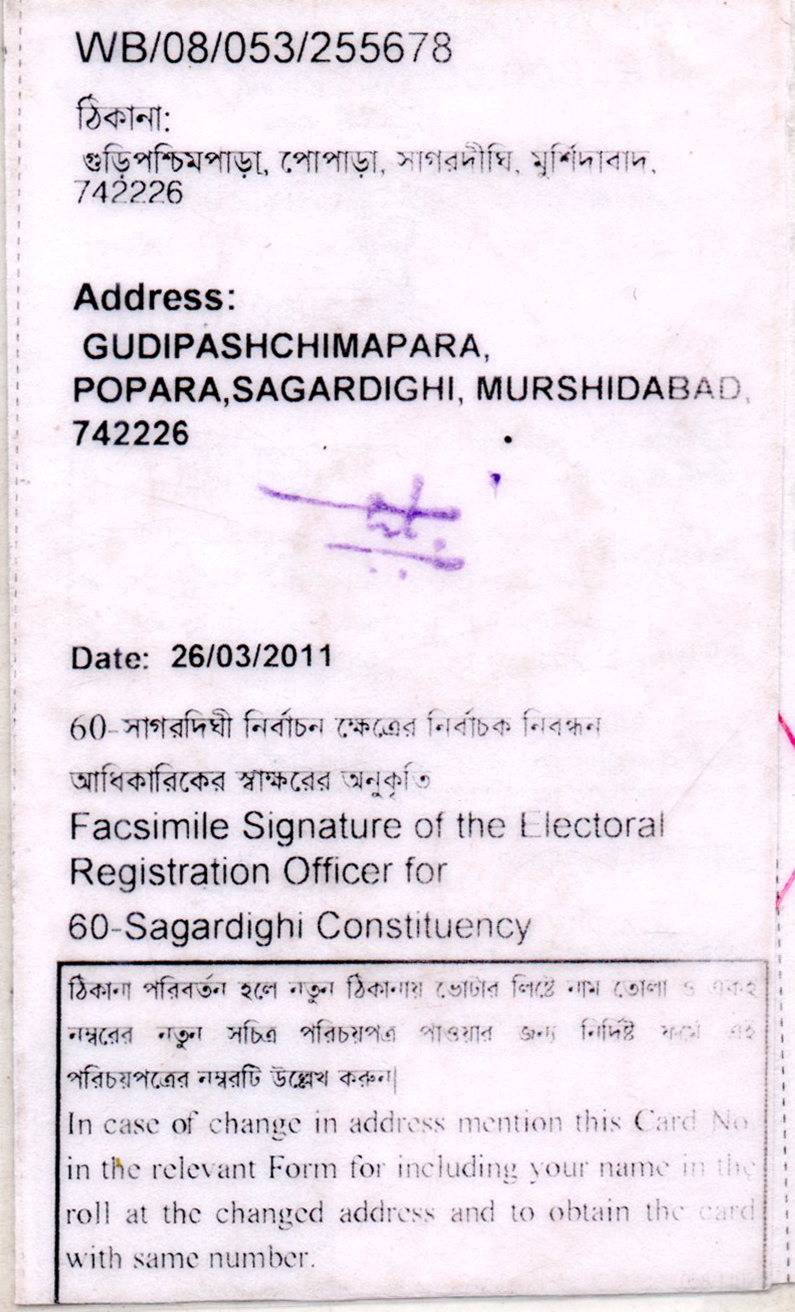 WB/08/053/255678
ঠিকানা:
গুড়িপশ্চিমপাড়া, পোপাড়া, সাগরদীঘি, মুর্শিদাবাদ,
742226
Address:
GUDIPASHCHIMAPARA,
POPARA,SAGARDIGHI, MURSHIDABAD,
742226
Date: 26/03/2011
60-সাগরদিঘী নির্বাচন ক্ষেত্রের নির্বাচক নিবন্ধন
আধিকারিকের স্বাক্ষরের অনুকৃতি
Facsimile Signature of the Electoral
Registration Officer for
60-Sagardighi Constituency
ঠিকানা পরিবর্তন হলে নতুন ঠিকানায় ভোটার লিষ্টে নাম তোলা ও একই
নম্বরের নতুন সচিত্র পরিচয়পত্র পাওয়ার জন্য নির্দিষ্ট ফর্মে এই
পরিচয়পত্রের নম্বরটি উল্লেখ করুন|
In case of change in address mention this Card No.
in the relevant Form for including your name in the
roll at the changed address and to obtain the card
with same number.